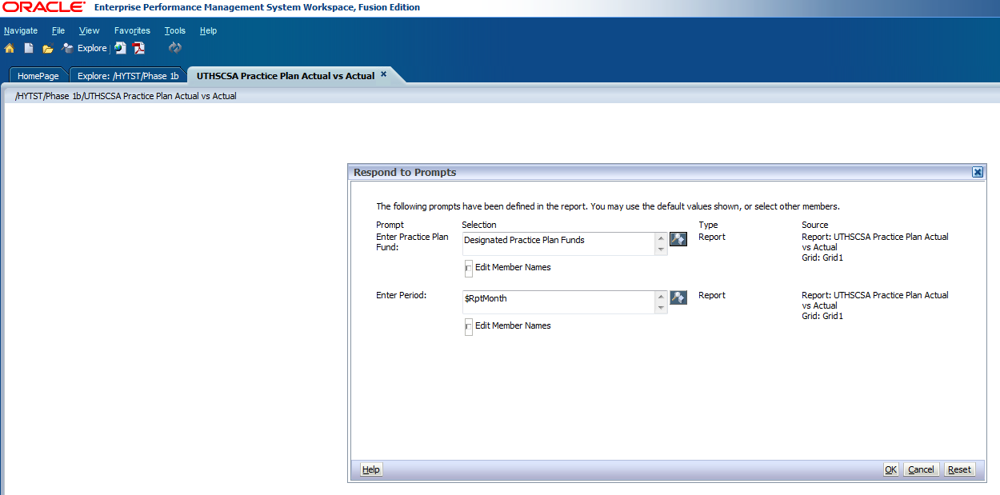 ORACLE Enterprise Performance Management System Workspace, Fusion Edition
Navigate File View Favorites Tools Help
Explore
HomePage Explore: /HYTST/Phase 1b UTHSCSA Practice Plan Actual vs Actual
/HYTST/Phase 1b/UTHSCSA Practice Plan Actual vs Actual
Respond to Prompts
The following prompts have been defined in the report. You may use the default values shown, or select other members.
Prompt Selection Type Source
Enter Practice Plan Designated Practice Plan Funds Report Report: UTHSCSA Practice Plan Actual
Fund: vs Actual
Grid: Grid1
Edit Member Names
Enter Period: $RptMonth Report Report: UTHSCSA Practice Plan Actual
vs Actual
Grid: Grid1
Edit Member Names
Help OK Cancel Reset